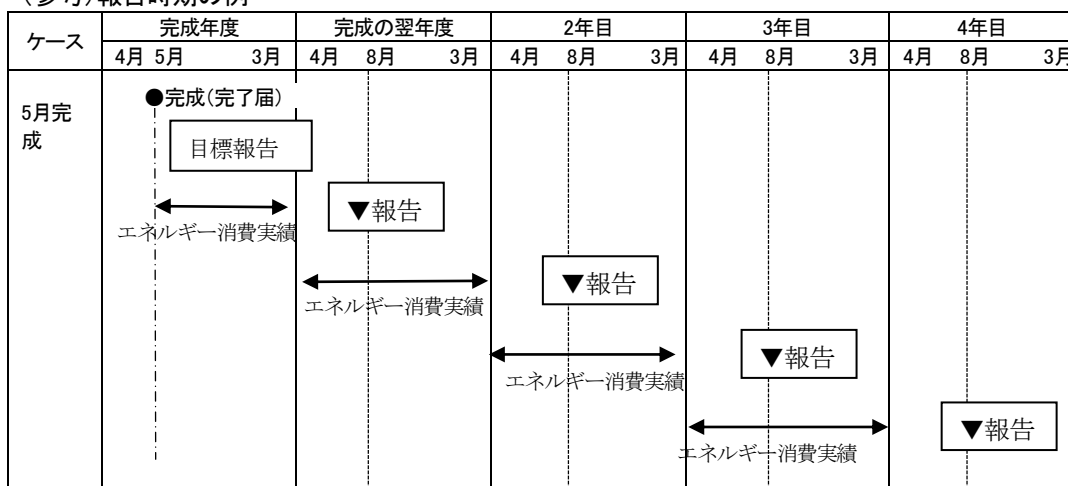 (参考)報告時期の例
ケース 完成年度 完成の翌年度 2年目 3年目 4年目
4月 5月 3月 4月 8月 3月 4月 8月 3月 4月 8月 3月 4月 8月 3月
●完成(完了届)
5月完
成
目標報告
▼報告
エネルギー消費実績
▼報告
エネルギー消費実績
▼報告
エネルギー消費実績
▼報告
エネルギー消費実績